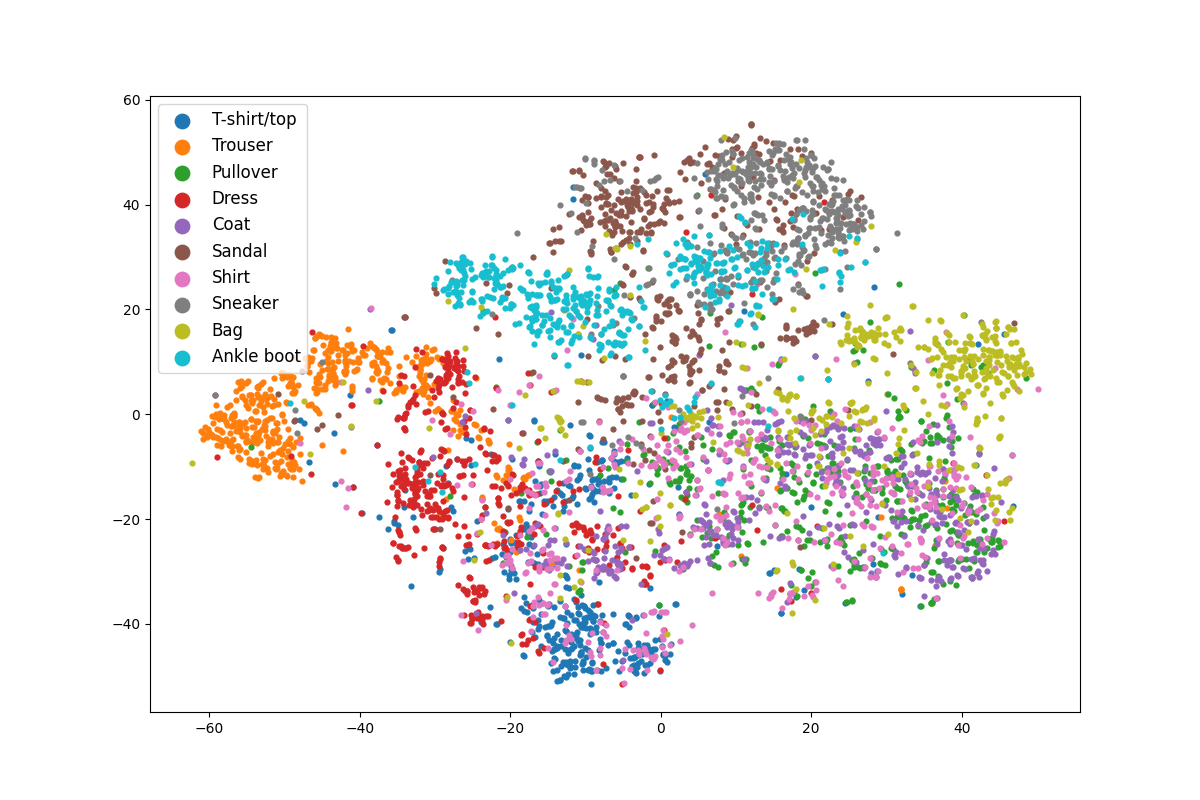 60
40
20
0
−20
−40
−60
−40
−20
0
20
40
T-shirt/top
Trouser
Pullover
Dress
Coat
Sandal
Shirt
Sneaker
Bag
Ankle boot